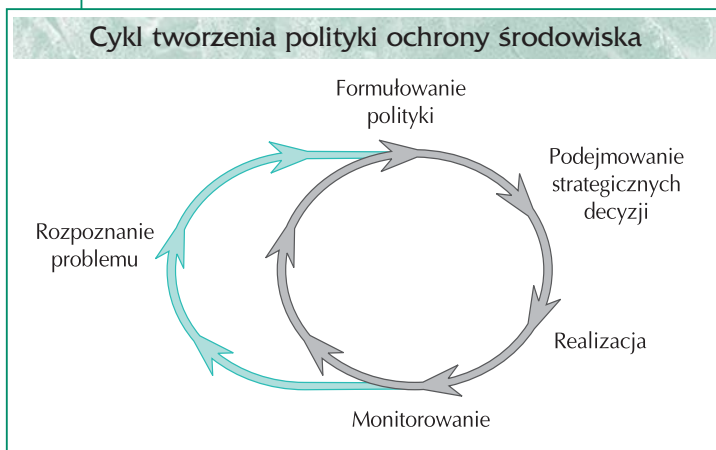 Cykl tworzenia polityki ochrony środowiska
Formułowanie
polityki
Podejmowanie
strategicznych
decyzji
Rozpoznanie
problemu
Realizacja
Monitorowanie